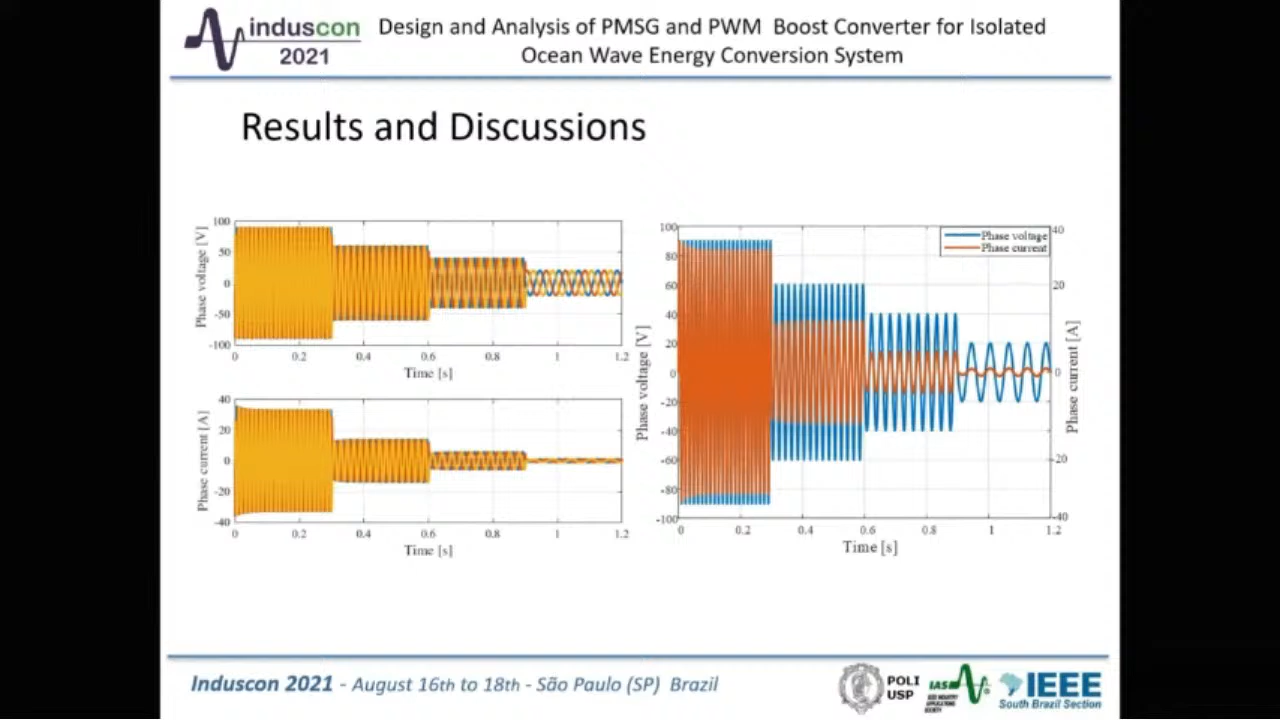 induscon
2021
Design and Analysis of PMSG and PWM Boost Converter for Isolated
Ocean Wave Energy Conversion System
Results and Discussions
Phase voltage [V]
100
50
0
-50
-100
0 0.2 0.4 0.6 0.8 1 1.2
Time [s]
Phase current [A]
40
20
0
-20
-40
0 0.2 0.4 0.6 0.8 1 1.2
Time [s]
Phase voltage
Phase current
Phase voltage [V]
100
80
60
40
20
0
-20
-40
-60
-80
-100
40
20
0
-20
-40
Phase current [A]
0 0.2 0.4 0.6 0.8 1 1.2
Time [s]
Induscon 2021 - August 16th to 18th - São Paulo (SP) Brazil
POLI
USP
IAS
IEEE INDUSTRY
APPLICATIONS
SOCIETY
IEEE
South Brazil Section